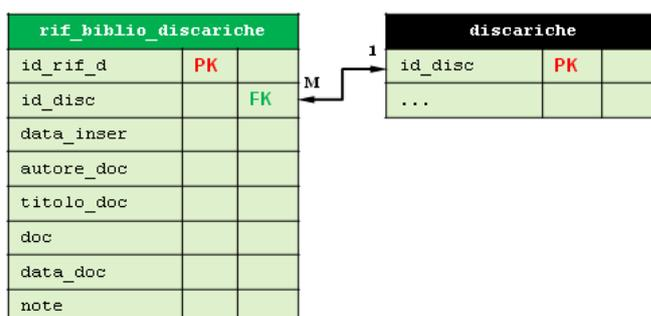 rif_biblio_discariche
id_rif_d PK
id_disc FK
data_inser
autore_doc
titolo_doc
doc
data_doc
note
M
1
discariche
id_disc PK
...